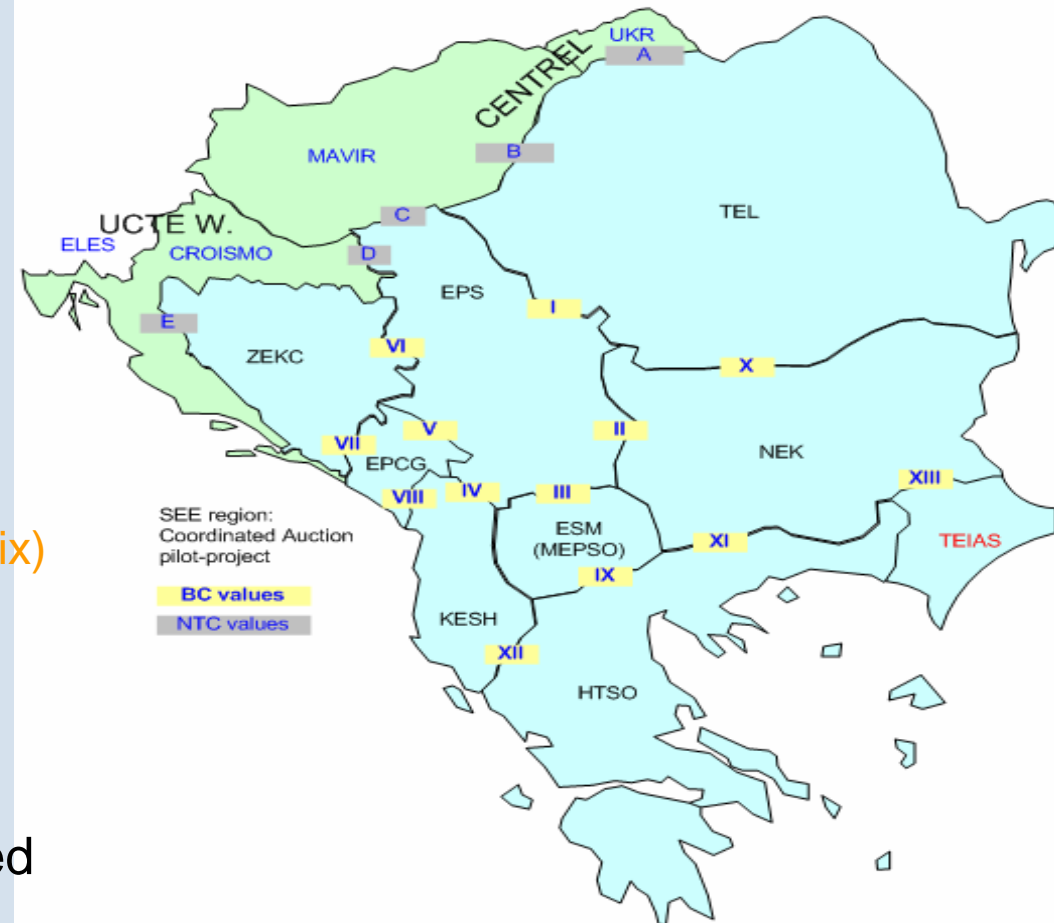 UKR
A
CENTREL
MAVIR
B
TEL
C
UCTE W.
ELES
CROISMO
D
EPS
I
E
VI
ZEKC
X
V
II
VII
NEK
EPCG
VIII
IV
III
XIII
SEE region:
Coordinated Auction
pilot-project
ESM
(MEPSO)
XI
TEIAS
ix)
IX
BC values
NTC values
KESH
XII
HTSO
ed